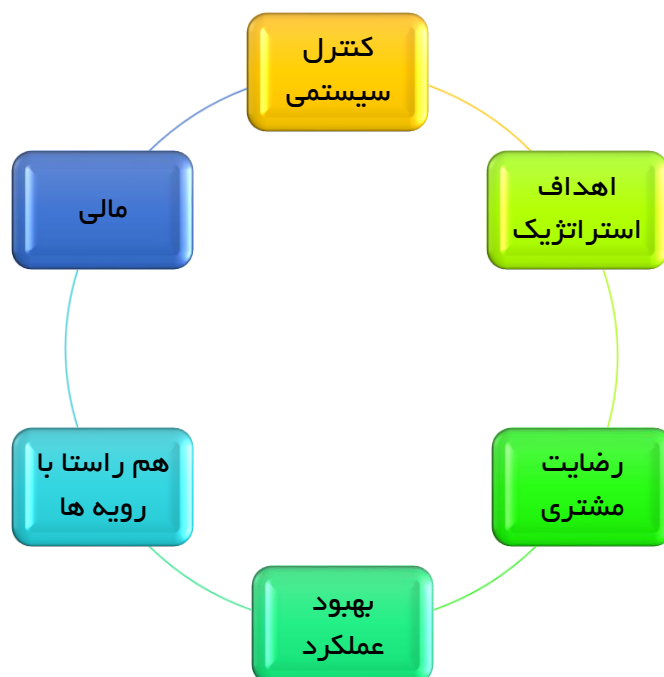 کنترل
سیستمی
اهداف
استراتژیک
رضایت
مشتری
بهبود
عملکرد
هم راستا با
رویه ها
مالی